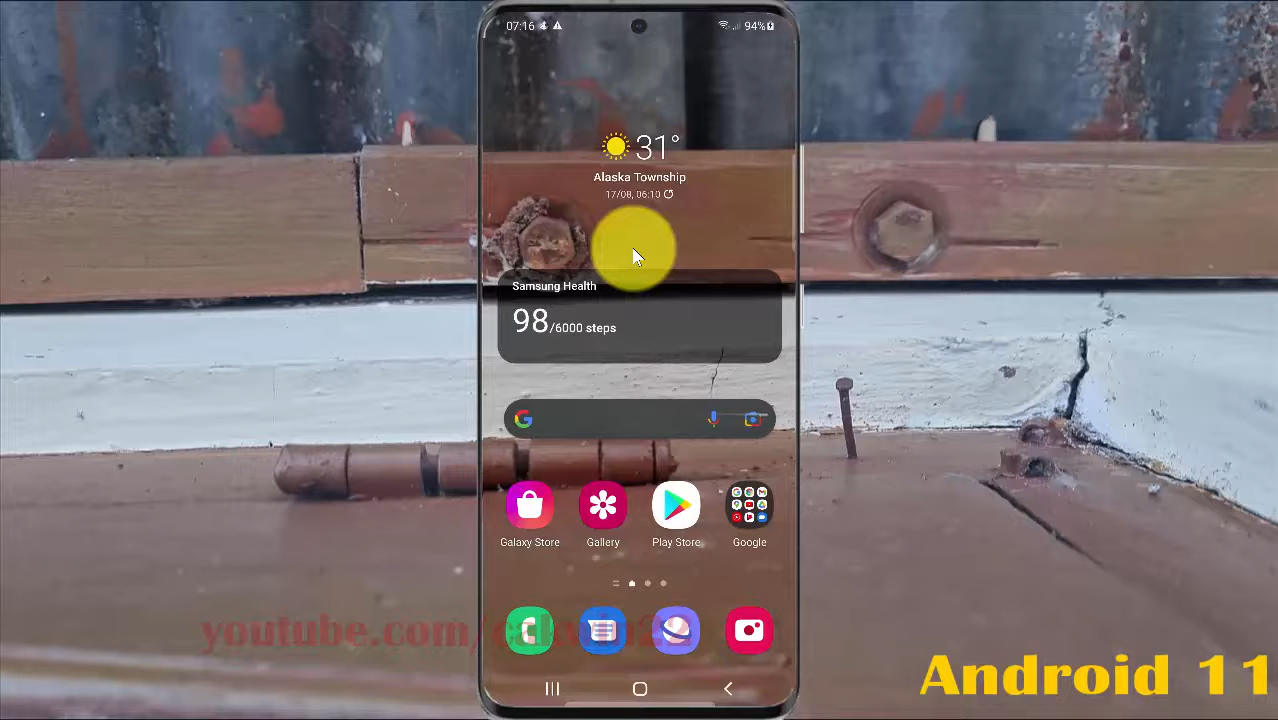 07:16
94%
31°
Alaska Township
17/08, 06:10
Samsung Health
98/6000 steps
Galaxy Store
Gallery
Play Store
Google
Android 11